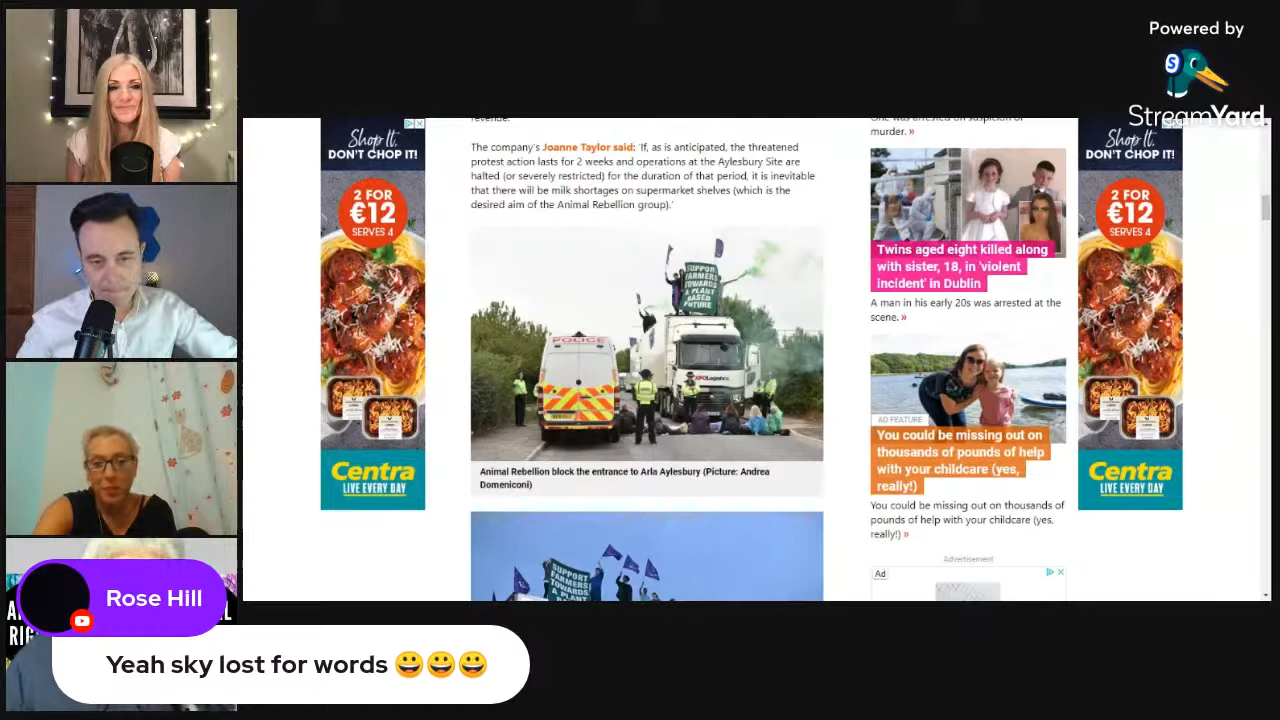 Powered by
StreamYard
revenue.
The company's Joanne Taylor said: 'If, as is anticipated, the threatened
protest action lasts for 2 weeks and operations at the Aylesbury Site are
halted (or severely restricted) for the duration of that period, it is inevitable
that there will be milk shortages on supermarket shelves (which is the
desired aim of the Animal Rebellion group).'
SUPPORT
FARMERS
TOWARDS
A PLANT
BASED
FUTURE
POLICE
XPOLogistics
Animal Rebellion block the entrance to Arla Aylesbury (Picture: Andrea
Domeniconi)
SUPPORT
FARMERS
TOWARDS
A PLANT
Shop It,
DON'T CHOP IT!
2 FOR
€12
SERVES 4
Centra
LIVE EVERY DAY
One was arrested on suspicion of
murder. »
Twins aged eight killed along
with sister, 18, in 'violent
incident' in Dublin
A man in his early 20s was arrested at the
scene. »
AD FEATURE
You could be missing out on
thousands of pounds of help
with your childcare (yes,
really!)
You could be missing out on thousands of
pounds of help with your childcare (yes,
really!) »
Advertisement
Ad
Shop It,
DON'T CHOP IT!
2 FOR
€12
SERVES 4
Centra
LIVE EVERY DAY
Rose Hill
Yeah sky lost for words 😀😀😀